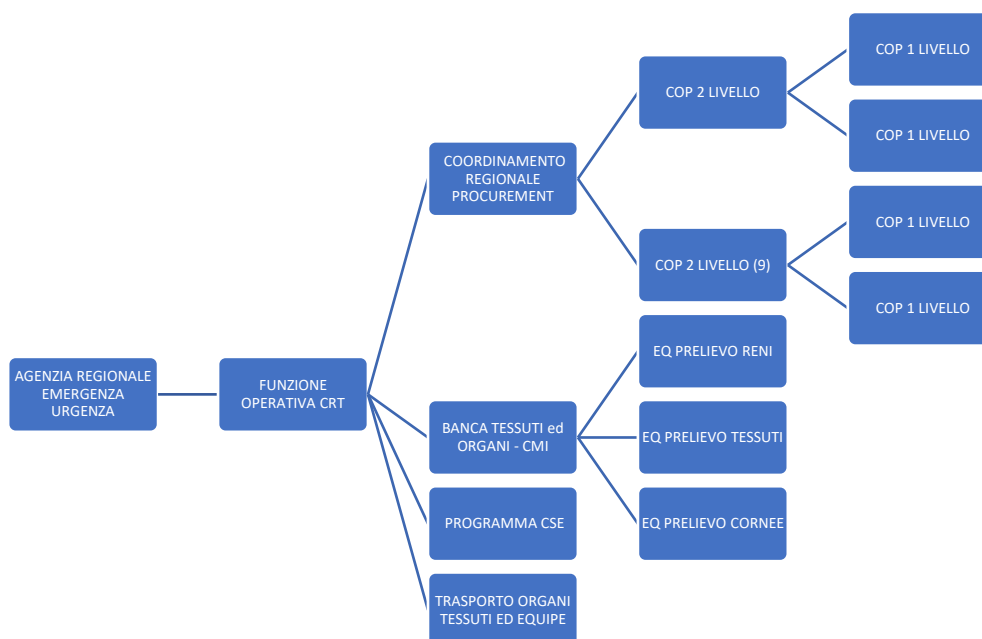 AGENZIA REGIONALE
EMERGENZA
URGENZA
FUNZIONE
OPERATIVA CRT
COORDINAMENTO
REGIONALE
PROCUREMENT
COP 2 LIVELLO
COP 1 LIVELLO
COP 1 LIVELLO
COP 2 LIVELLO (9)
COP 1 LIVELLO
COP 1 LIVELLO
BANCA TESSUTI ed
ORGANI - CMI
EQ PRELIEVO RENI
EQ PRELIEVO TESSUTI
EQ PRELIEVO CORNEE
PROGRAMMA CSE
TRASPORTO ORGANI
TESSUTI ED EQUIPE